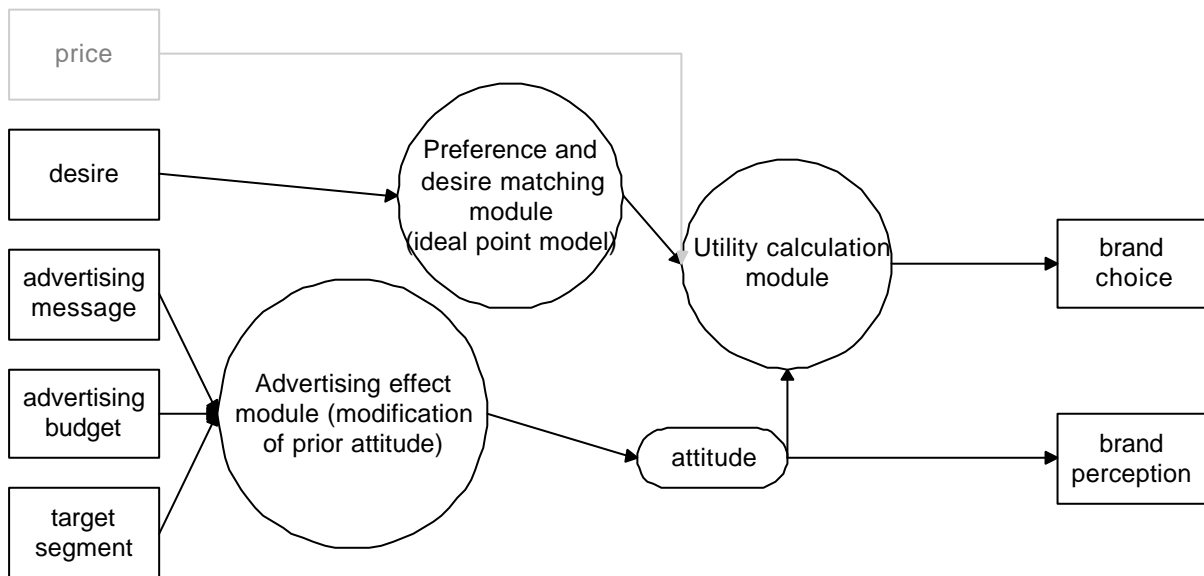 price
desire
advertising
message
advertising
budget
target
segment
Preference and
desire matching
module
(ideal point model)
Advertising effect
module (modification
of prior attitude)
Utility calculation
module
attitude
brand
choice
brand
perception